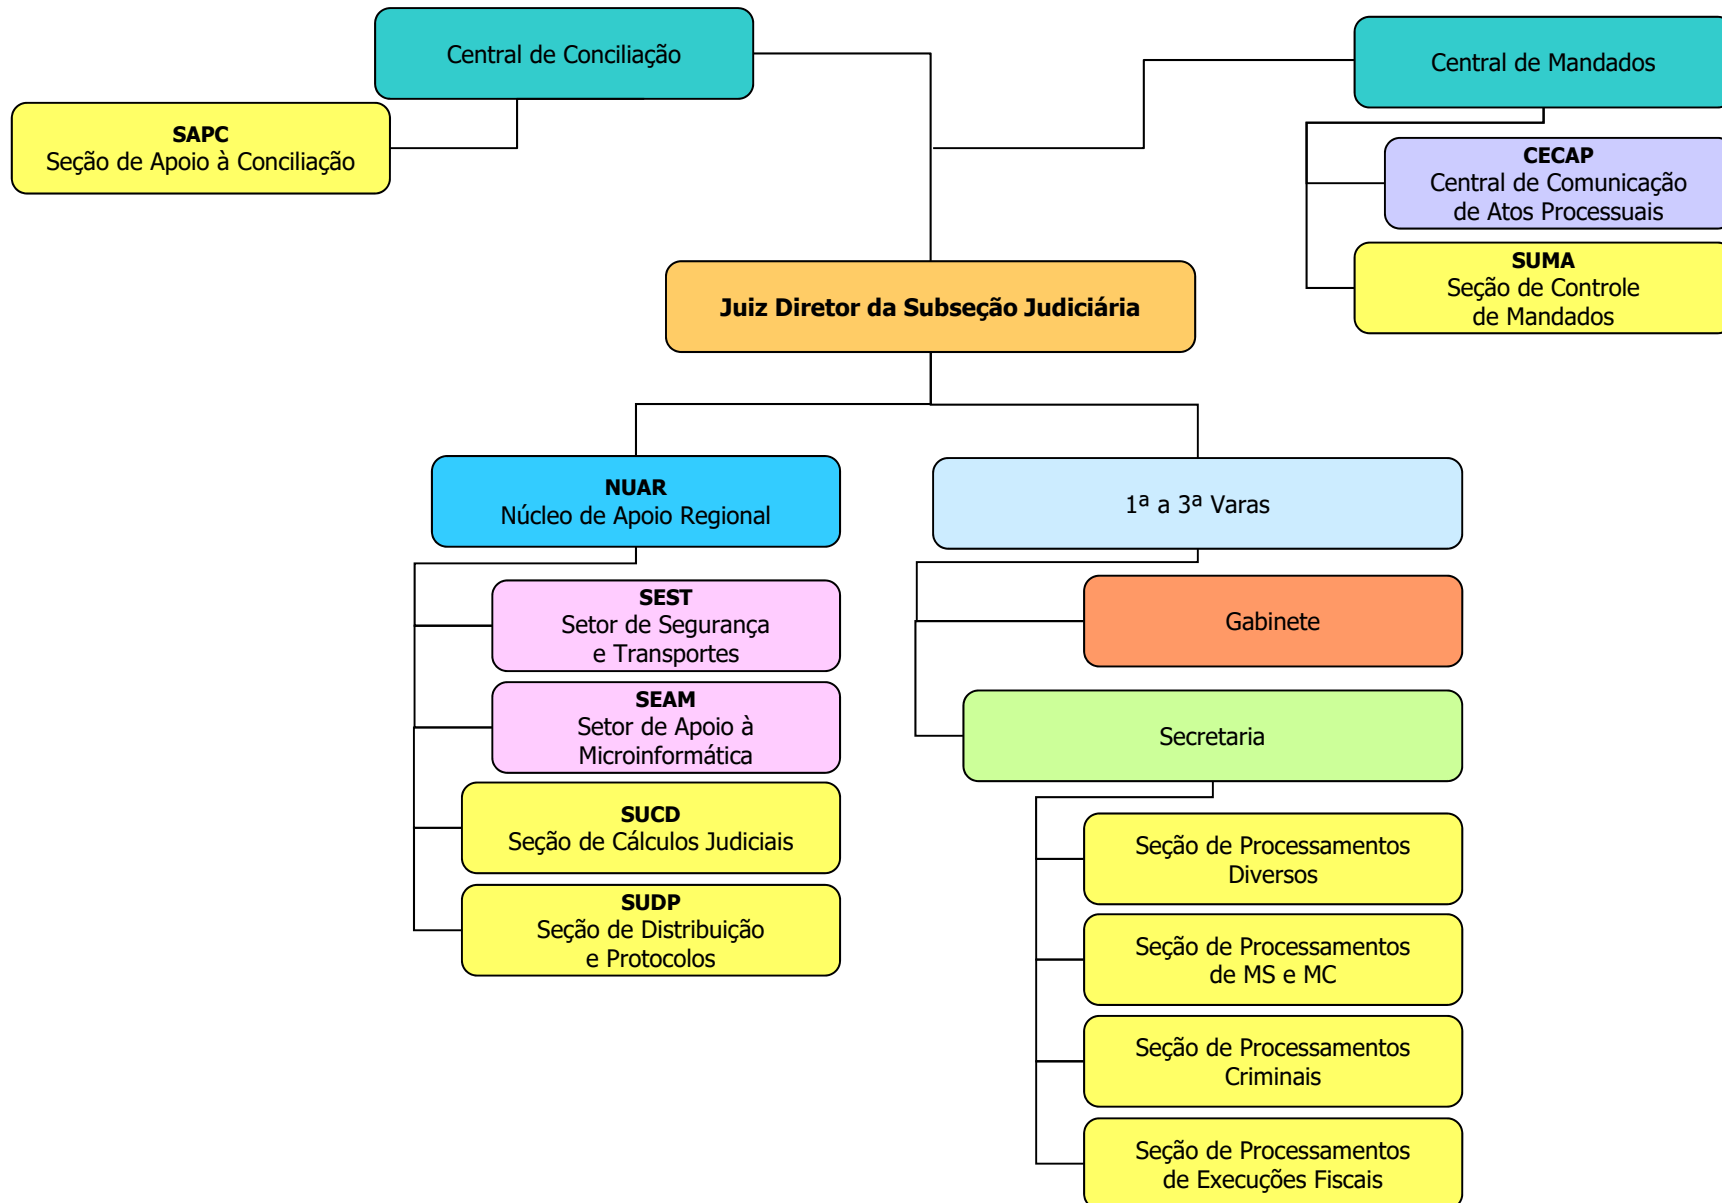 Central de Conciliação
SAPC
Seção de Apoio à Conciliação
Central de Mandados
CECAP
Central de Comunicação
de Atos Processuais
SUMA
Seção de Controle
de Mandados
Juiz Diretor da Subseção Judiciária
NUAR
Núcleo de Apoio Regional
SEST
Setor de Segurança
e Transportes
SEAM
Setor de Apoio à
Microinformática
SUCD
Seção de Cálculos Judiciais
SUDP
Seção de Distribuição
e Protocolos
1ª a 3ª Varas
Gabinete
Secretaria
Seção de Processamentos
Diversos
Seção de Processamentos
de MS e MC
Seção de Processamentos
Criminais
Seção de Processamentos
de Execuções Fiscais